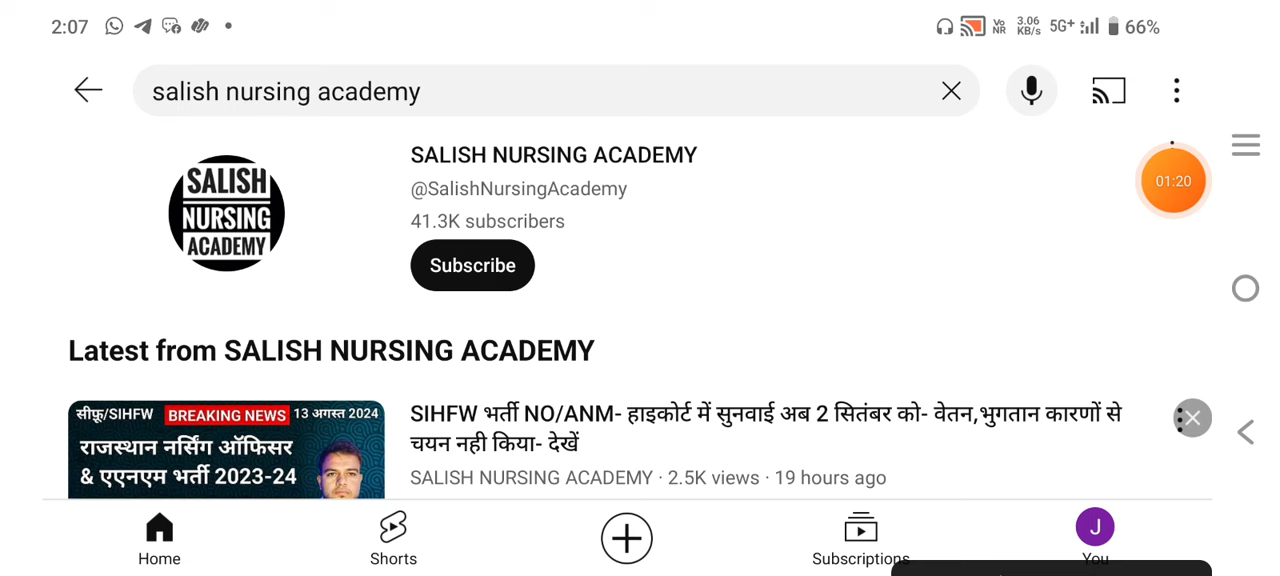 2:07
Vo NR
3.06 KB/s
5G+
66%
salish nursing academy
SALISH
NURSING
ACADEMY
SALISH NURSING ACADEMY
@SalishNursingAcademy
41.3K subscribers
Subscribe
01:20
Latest from SALISH NURSING ACADEMY
सीफू/SIHFW BREAKING NEWS 13 अगस्त 2024
राजस्थान नर्सिंग ऑफिसर
& एएनएम भर्ती 2023-24
SIHFW भर्ती NO/ANM- हाइकोर्ट में सुनवाई अब 2 सितंबर को- वेतन,भुगतान कारणों से
चयन नही किया- देखें
SALISH NURSING ACADEMY · 2.5K views · 19 hours ago
Home
Shorts
Subscriptions
J
You